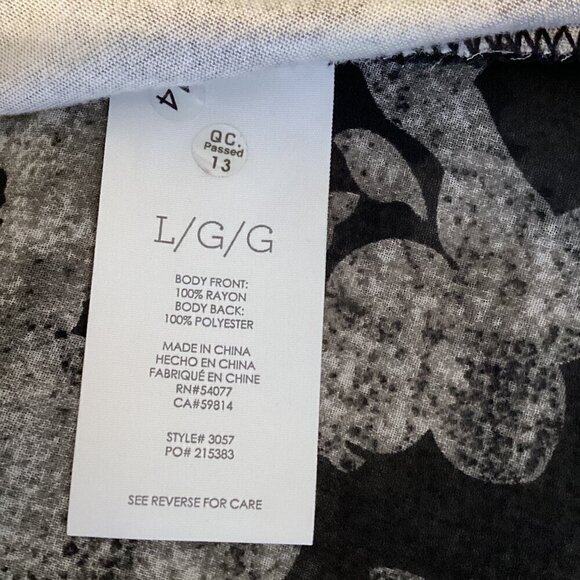 4
QC.
Passed
13
L/G/G
BODY FRONT:
100% RAYON
BODY BACK:
100% POLYESTER
MADE IN CHINA
HECHO EN CHINA
FABRIQUÉ EN CHINE
RN#54077
CA#59814
STYLE# 3057
PO# 215383
SEE REVERSE FOR CARE